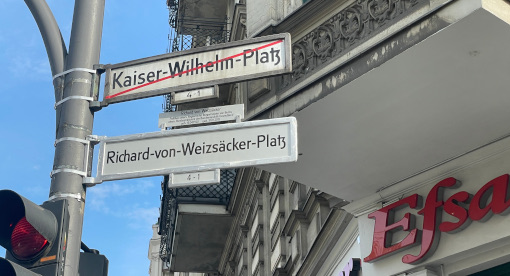 Kaiser-Wilhelm-Platz
4 - 1
Richard-von-Weizsäcker-Platz
4 - 1
Efsa